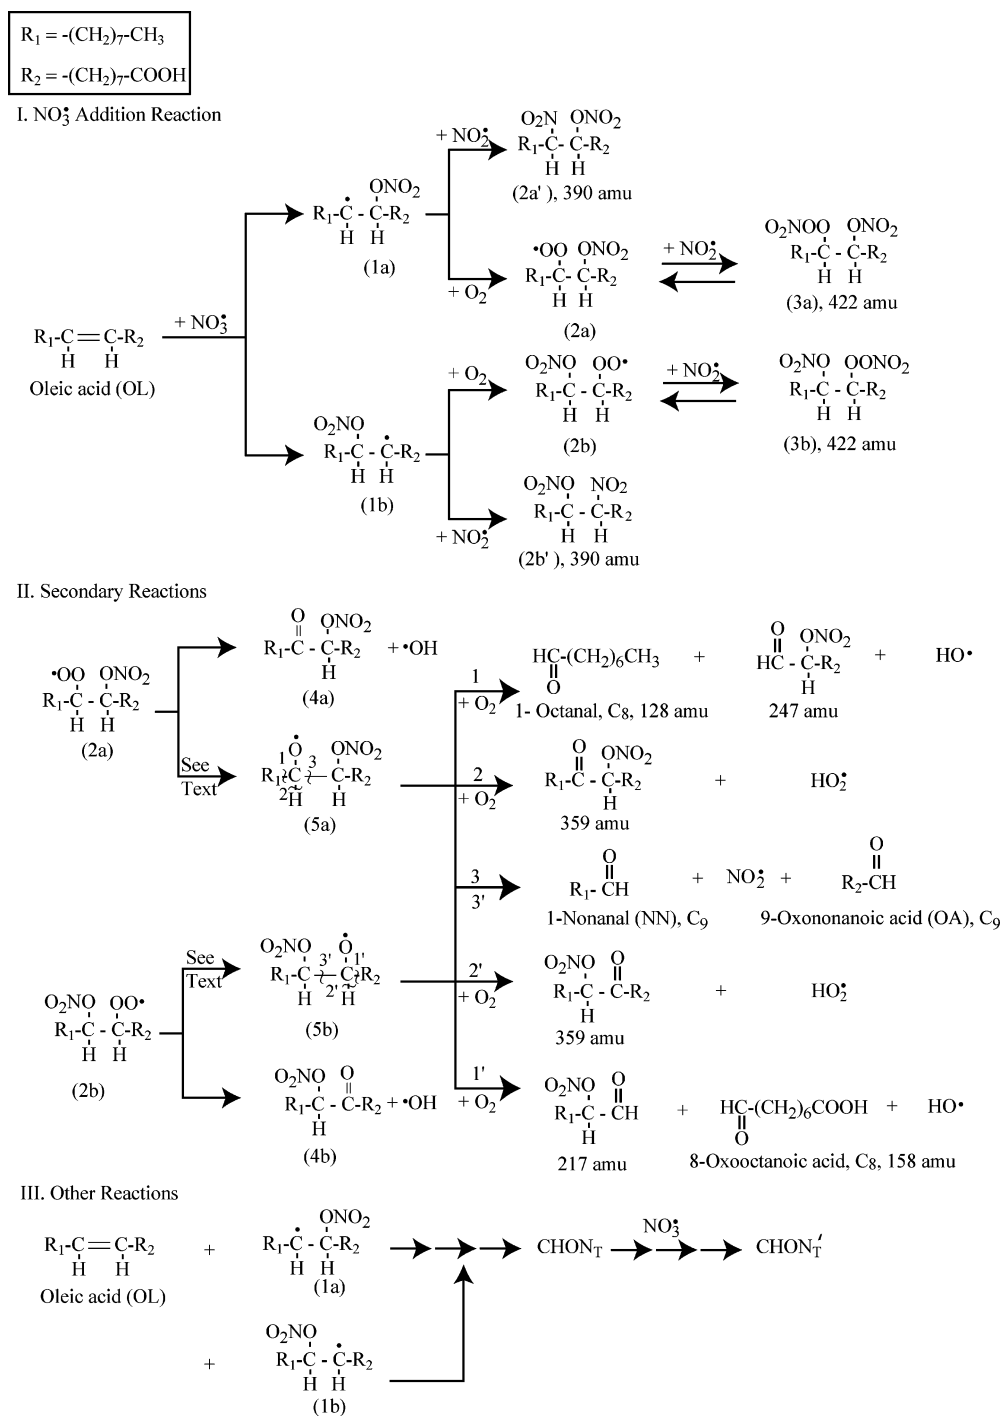 R1 = -(CH2)7-CH3
R2 = -(CH2)7-COOH
I. NO3• Addition Reaction
O2N ONO2
+ NO2•
R1-C - C-R2
H H
(2a' ), 390 amu
• ONO2
R1-C - C-R2
H H
(1a)
•OO ONO2
R1-C - C-R2
H H
+ O2
(2a)
+ NO2•
O2NOO ONO2
R1-C - C-R2
H H
(3a), 422 amu
+ NO3•
R1-C=C-R2
H H
Oleic acid (OL)
+ O2
O2NO OO•
R1-C - C-R2
H H
(2b)
+ NO2•
O2NO OONO2
R1-C - C-R2
H H
(3b), 422 amu
O2NO •
R1-C - C-R2
H H
(1b)
O2NO NO2
R1-C - C-R2
H H
+ NO2•
(2b' ), 390 amu
II. Secondary Reactions
•OO ONO2
R1-C - C-R2
H H
(2a)
O ONO2
R1-C - C-R2 + •OH
H
(4a)
See
Text
•
O ONO2
1 3
R1-C - C-R2
2 H H
(5a)
1
+ O2
HC-(CH2)6CH3 +
O
1- Octanal, C8, 128 amu
O ONO2
HC - C-R2 + HO•
H
247 amu
2
+ O2
O ONO2
R1-C - C-R2 + HO2•
H
359 amu
3
3'
O
R1- CH + NO2• +
1-Nonanal (NN), C9
O
R2-CH
9-Oxononanoic acid (OA), C9
O2NO OO•
R1-C - C-R2
H H
(2b)
See
Text
•
O2NO O
3' 1'
R1-C - C-R2
H 2' H
(5b)
2'
+ O2
O2NO O
R1-C - C-R2 + HO2•
H
359 amu
O2NO O
R1-C - C-R2 + •OH
H
(4b)
1'
+ O2
O2NO O
R1-C - CH +
H
217 amu
HC-(CH2)6COOH + HO•
O
8-Oxooctanoic acid, C8, 158 amu
III. Other Reactions
R1-C=C-R2 +
H H
Oleic acid (OL)
• ONO2
R1-C - C-R2
H H
(1a)
CHONT
NO3•
CHONT'
+
O2NO •
R1-C - C-R2
H H
(1b)